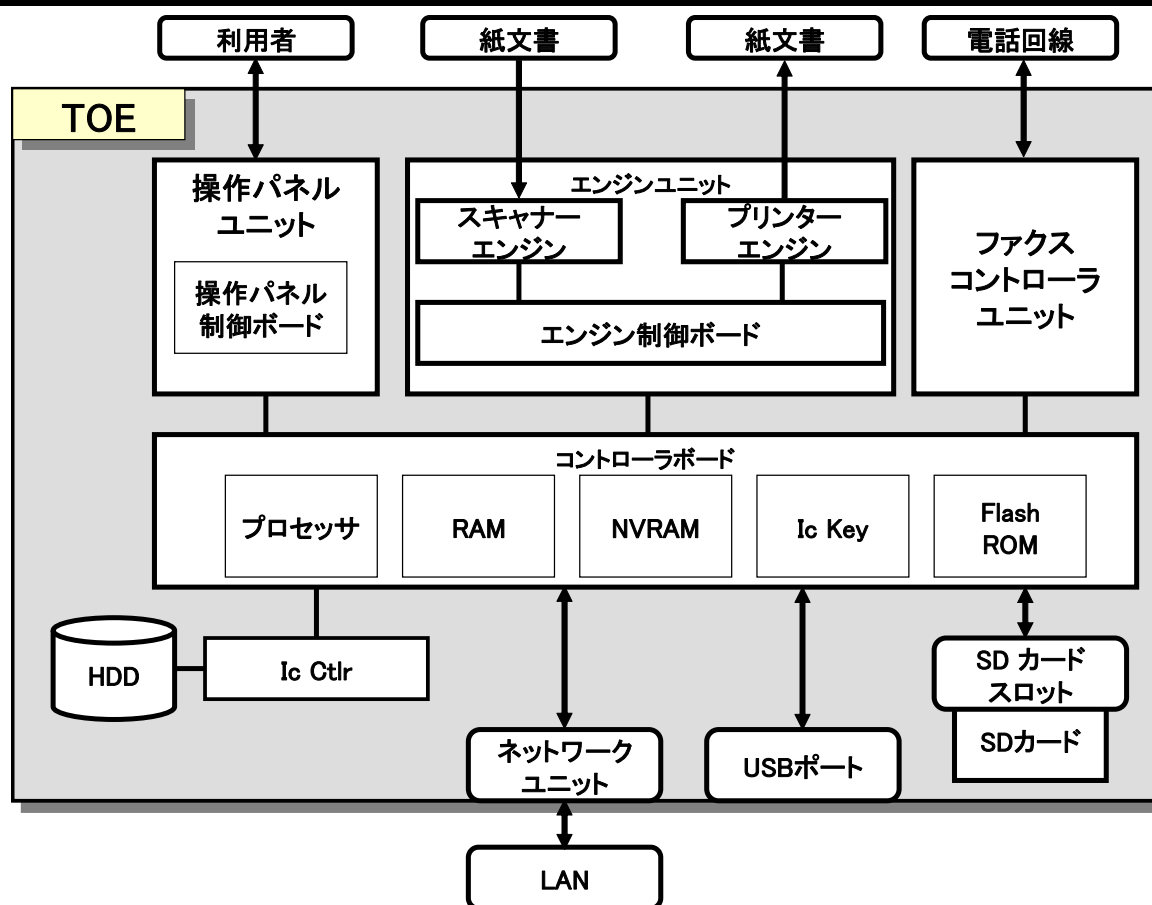 利用者
紙文書
紙文書
電話回線
TOE
操作パネル
ユニット
操作パネル
制御ボード
エンジンユニット
スキャナー
エンジン
プリンター
エンジン
エンジン制御ボード
ファクス
コントローラ
ユニット
コントローラボード
プロセッサ
RAM
NVRAM
Ic Key
Flash
ROM
HDD
Ic Ctlr
SD カード
スロット
SDカード
ネットワーク
ユニット
USBポート
LAN